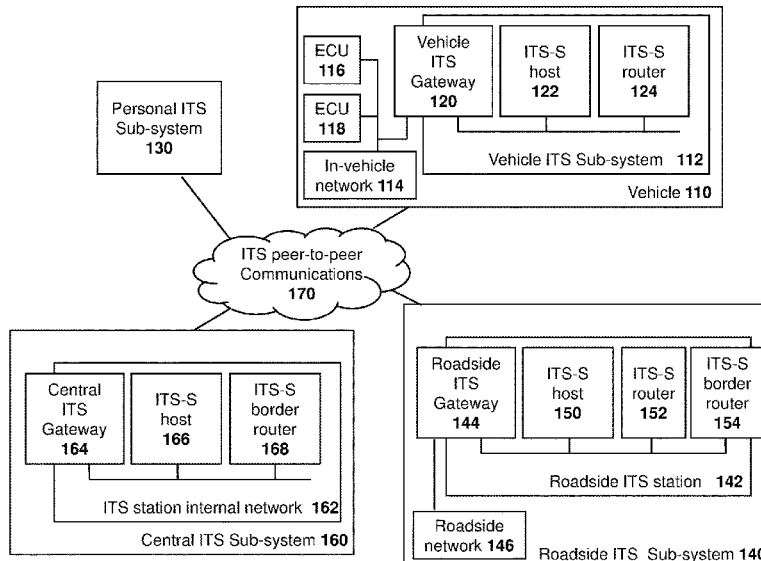 ECU
116
ECU
118
In-vehicle
network 114
Vehicle
ITS
Gateway
120
ITS-S
host
122
ITS-S
router
124
Vehicle ITS Sub-system 112
Vehicle 110
Personal ITS
Sub-system
130
ITS peer-to-peer
Communications
170
Central
ITS
Gateway
164
ITS-S
host
166
ITS-S
border
router
168
ITS station internal network 162
Central ITS Sub-system 160
Roadside
ITS
Gateway
144
ITS-S
host
150
ITS-S
router
152
ITS-S
border
router
154
Roadside ITS station 142
Roadside
network 146
Roadside ITS Sub-system 140